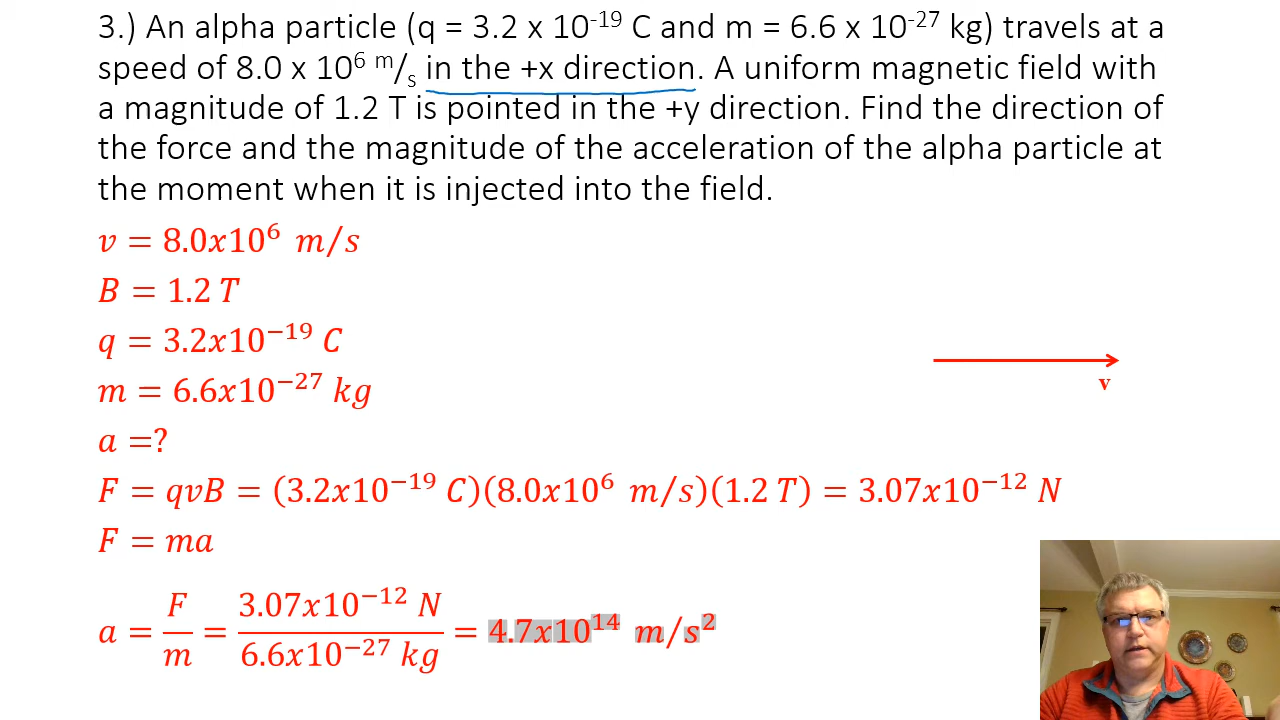 3.) An alpha particle (q = 3.2 x 10⁻¹⁹ C and m = 6.6 x 10⁻²⁷ kg) travels at a
speed of 8.0 x 10⁶ ᵐ/ₛ in the +x direction. A uniform magnetic field with
a magnitude of 1.2 T is pointed in the +y direction. Find the direction of
the force and the magnitude of the acceleration of the alpha particle at
the moment when it is injected into the field.
v = 8.0x10⁶ m/s
B = 1.2 T
q = 3.2x10⁻¹⁹ C
v
m = 6.6x10⁻²⁷ kg
a =?
F = qvB = (3.2x10⁻¹⁹ C)(8.0x10⁶ m/s)(1.2 T) = 3.07x10⁻¹² N
F = ma
a = F/m = 3.07x10⁻¹² N/6.6x10⁻²⁷ kg = 4.7x10¹⁴ m/s²